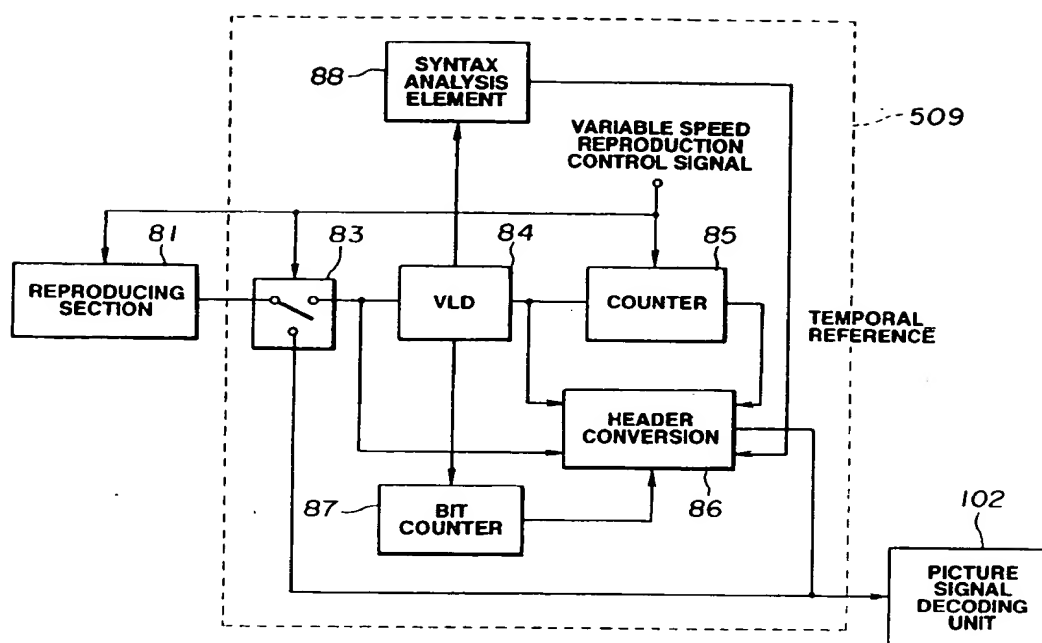 88
SYNTAX
ANALYSIS
ELEMENT
509
VARIABLE SPEED
REPRODUCTION
CONTROL SIGNAL
81
REPRODUCING
SECTION
83
84
VLD
85
COUNTER
TEMPORAL
REFERENCE
HEADER
CONVERSION
86
87
BIT
COUNTER
102
PICTURE
SIGNAL
DECODING
UNIT